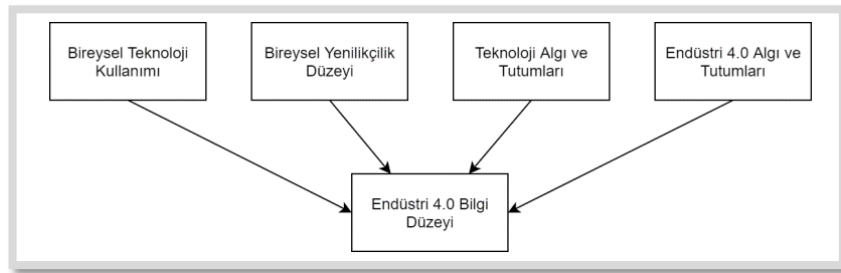 Bireysel Teknoloji
Kullanımı
Bireysel Yenilikçilik
Düzeyi
Teknoloji Algı ve
Tutumları
Endüstri 4.0 Algı ve
Tutumları
Endüstri 4.0 Bilgi
Düzeyi